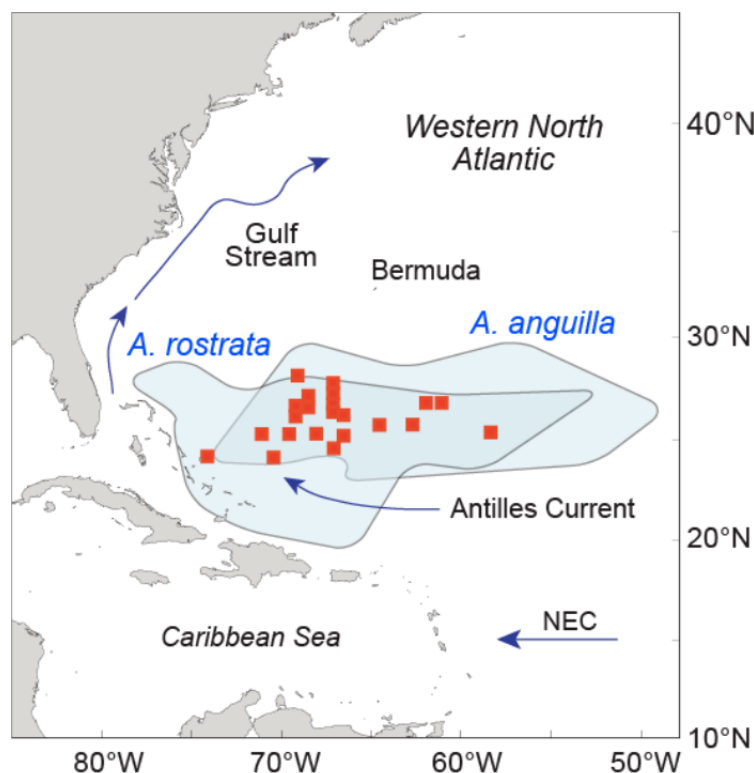 Western North
Atlantic
40°N
Gulf
Stream
Bermuda
A. rostrata
A. anguilla
30°N
Antilles Current
20°N
Caribbean Sea
NEC
10°N
80°W
70°W
60°W
50°W